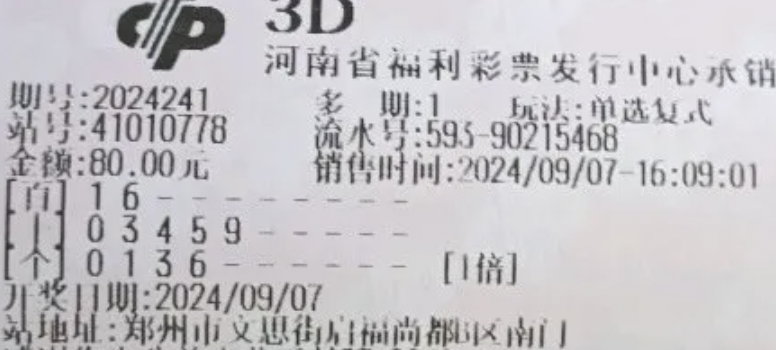 3D
河南省福利彩票发行中心承销
期号:2024241 多 期:1 玩法:单选复式
站号:41010778 流水号:593-90215468
金额:80.00元 销售时间:2024/09/07-16:09:01
[百] 1 6 - - - - - - - -
[十] 0 3 4 5 9 - - - - -
[个] 0 1 3 6 - - - - - - [1倍]
开奖日期:2024/09/07
站地址:郑州市文思街启福尚都B区南门